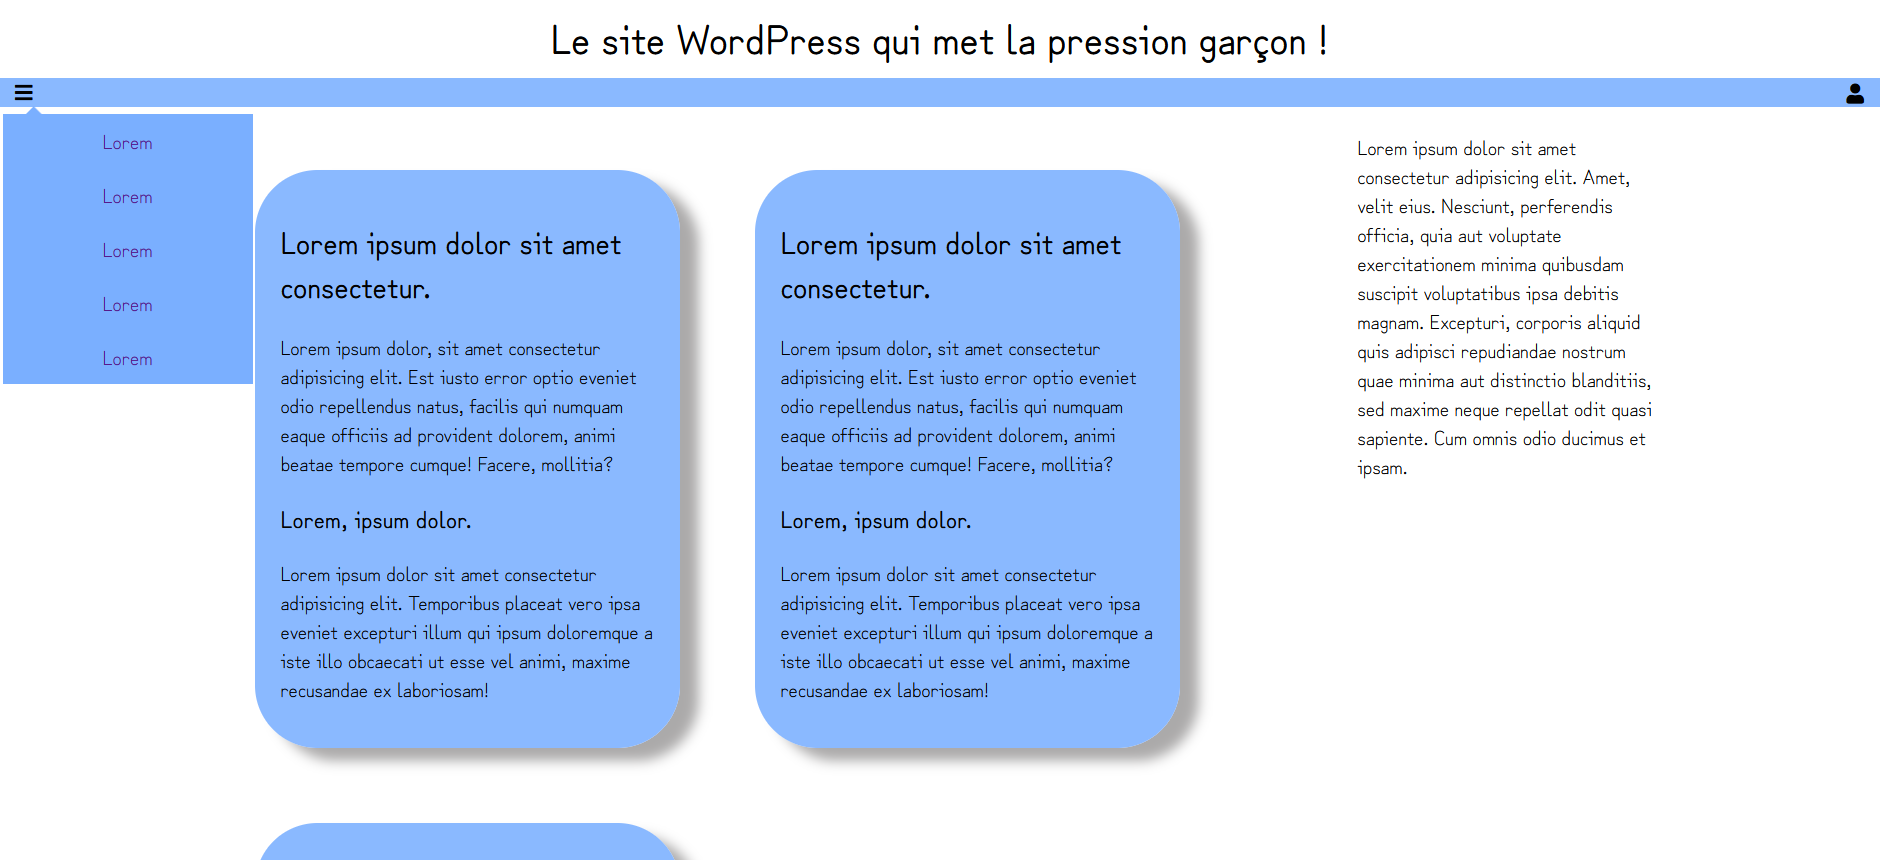 Le site WordPress qui met la pression garçon !
Lorem
Lorem
Lorem
Lorem
Lorem
Lorem ipsum dolor sit amet
consectetur.
Lorem ipsum dolor, sit amet consectetur
adipisicing elit. Est iusto error optio eveniet
odio repellendus natus, facilis qui numquam
eaque officiis ad provident dolorem, animi
beatae tempore cumque! Facere, mollitia?
Lorem, ipsum dolor.
Lorem ipsum dolor sit amet consectetur
adipisicing elit. Temporibus placeat vero ipsa
eveniet excepturi illum qui ipsum doloremque a
iste illo obcaecati ut esse vel animi, maxime
recusandae ex laboriosam!
Lorem ipsum dolor sit amet
consectetur.
Lorem ipsum dolor, sit amet consectetur
adipisicing elit. Est iusto error optio eveniet
odio repellendus natus, facilis qui numquam
eaque officiis ad provident dolorem, animi
beatae tempore cumque! Facere, mollitia?
Lorem, ipsum dolor.
Lorem ipsum dolor sit amet consectetur
adipisicing elit. Temporibus placeat vero ipsa
eveniet excepturi illum qui ipsum doloremque a
iste illo obcaecati ut esse vel animi, maxime
recusandae ex laboriosam!
Lorem ipsum dolor sit amet
consectetur adipisicing elit. Amet,
velit eius. Nesciunt, perferendis
officia, quia aut voluptate
exercitationem minima quibusdam
suscipit voluptatibus ipsa debitis
magnam. Excepturi, corporis aliquid
quis adipisci repudiandae nostrum
quae minima aut distinctio blanditiis,
sed maxime neque repellat odit quasi
sapiente. Cum omnis odio ducimus et
ipsam.